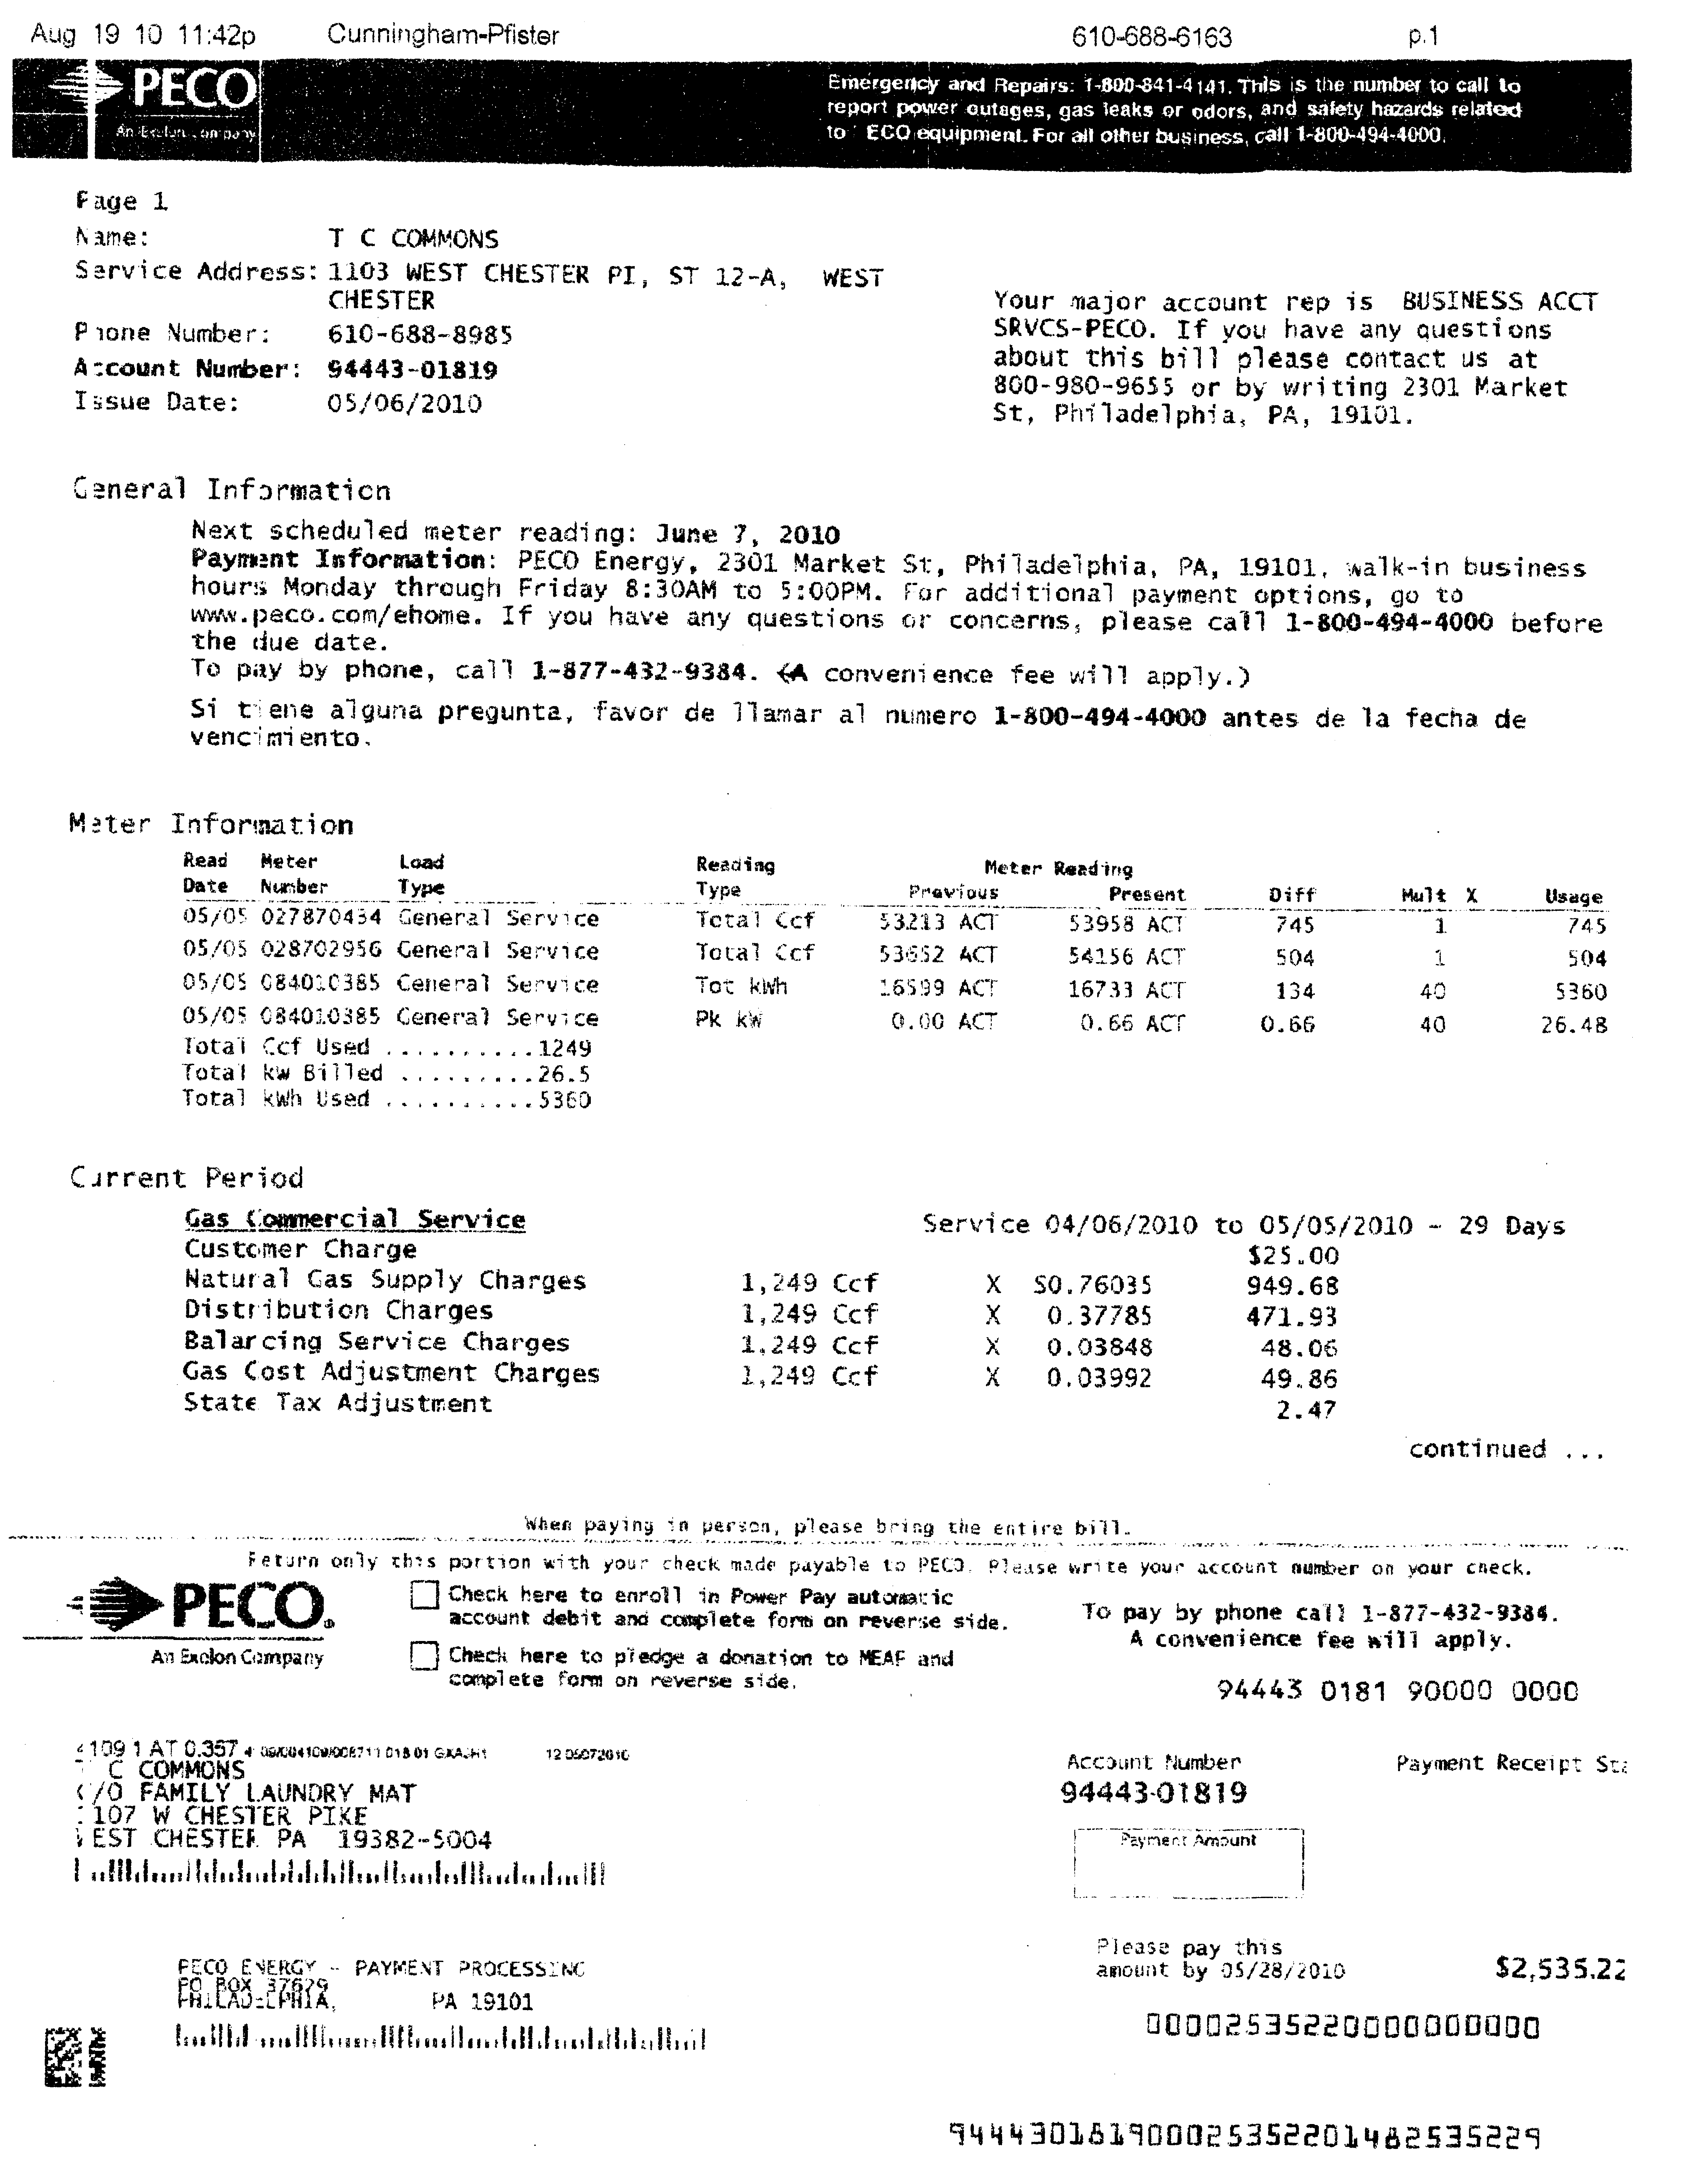 Aug 19 10 11:42p Cunningham-Pfister 610-688-6163 p.1
PECO
An Exelon Company
Emergency and Repairs: 1-800-841-4141. This is the number to call to
report power outages, gas leaks or odors, and safety hazards related
to ECO equipment. For all other business, call 1-800-494-4000.
Page 1
Name: T C COMMONS
Service Address: 1103 WEST CHESTER PI, ST 12-A, WEST
CHESTER
Phone Number: 610-688-8985
Account Number: 94443-01819
Issue Date: 05/06/2010
Your major account rep is BUSINESS ACCT
SRVCS-PECO. If you have any questions
about this bill please contact us at
800-980-9655 or by writing 2301 Market
St, Philadelphia, PA, 19101.
General Information
Next scheduled meter reading: June 7, 2010
Payment Information: PECO Energy, 2301 Market St, Philadelphia, PA, 19101, walk-in business
hours Monday through Friday 8:30AM to 5:00PM. For additional payment options, go to
www.peco.com/ehome. If you have any questions or concerns, please call 1-800-494-4000 before
the due date.
To pay by phone, call 1-877-432-9384. (A convenience fee will apply.)
Si tiene alguna pregunta, favor de llamar al numero 1-800-494-4000 antes de la fecha de
vencimiento.
Meter Information
Read Meter Load Reading Meter Reading
Date Number Type Type Previous Present Diff Mult X Usage
05/05 027870434 General Service Total Ccf 53213 ACT 53958 ACT 745 1 745
05/05 028702956 General Service Total Ccf 53652 ACT 54156 ACT 504 1 504
05/05 084010385 General Service Tot kWh 16599 ACT 16733 ACT 134 40 5360
05/05 084010385 General Service Pk kW 0.00 ACT 0.66 ACT 0.66 40 26.48
Total Ccf Used ..........1249
Total kW Billed .........26.5
Total kWh Used ..........5360
Current Period
Gas Commercial Service Service 04/06/2010 to 05/05/2010 - 29 Days
Customer Charge $25.00
Natural Gas Supply Charges 1,249 Ccf X $0.76035 949.68
Distribution Charges 1,249 Ccf X 0.37785 471.93
Balancing Service Charges 1,249 Ccf X 0.03848 48.06
Gas Cost Adjustment Charges 1,249 Ccf X 0.03992 49.86
State Tax Adjustment 2.47
continued ...
When paying in person, please bring the entire bill.
Return only this portion with your check made payable to PECO. Please write your account number on your check.
PECO.
An Exelon Company
Check here to enroll in Power Pay automatic
account debit and complete form on reverse side.
Check here to pledge a donation to MEAF and
complete form on reverse side.
To pay by phone call 1-877-432-9384.
A convenience fee will apply.
94443 0181 90000 0000
109 1 AT 0.357
T C COMMONS
C/O FAMILY LAUNDRY MAT
1107 W CHESTER PIKE
WEST CHESTER PA 19382-5004
Account Number Payment Receipt Sta
94443-01819
Payment Amount
PECO ENERGY - PAYMENT PROCESSING
PO BOX 37629
PHILADELPHIA, PA 19101
Please pay this
amount by 05/28/2010 $2,535.22
00002535220000000000
944430181900025352201482535229